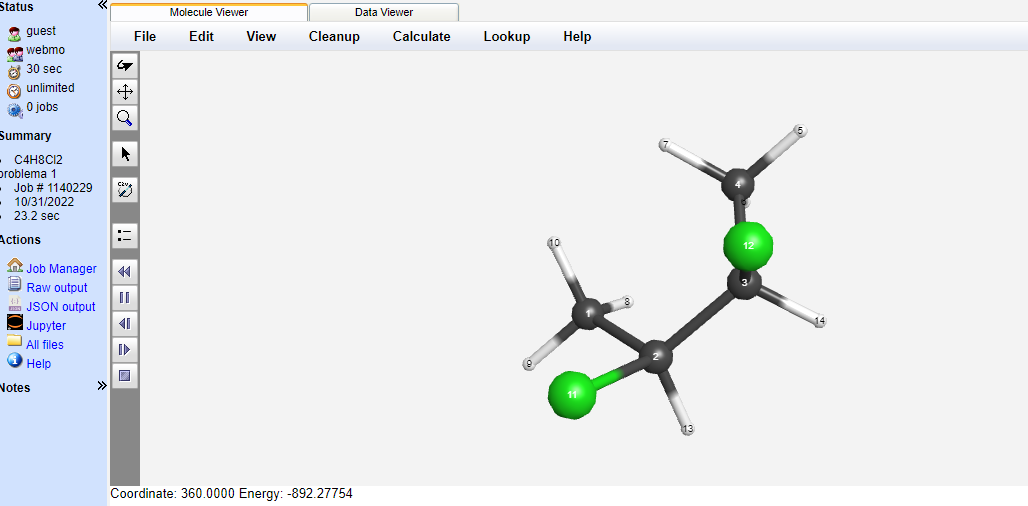 Status
guest
webmo
30 sec
unlimited
0 jobs
Summary
C4H8Cl2
problema 1
Job # 1140229
10/31/2022
23.2 sec
Actions
Job Manager
Raw output
JSON output
Jupyter
All files
Help
Notes
Molecule Viewer
Data Viewer
File
Edit
View
Cleanup
Calculate
Lookup
Help
7
5
4
12
3
14
10
8
1
9
2
11
13
Coordinate: 360.0000 Energy: -892.27754